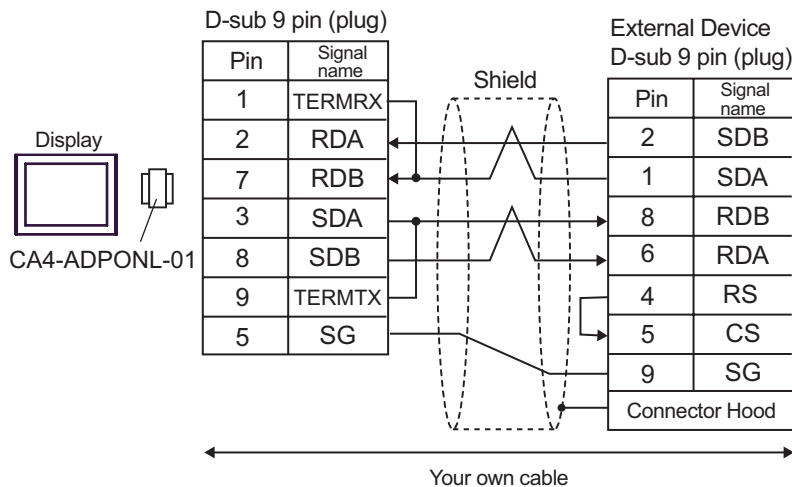 D-sub 9 pin (plug)
Pin Signal name
1 TERMRX
2 RDA
7 RDB
3 SDA
8 SDB
9 TERMTX
5 SG
Display
CA4-ADPONL-01
Shield
External Device
D-sub 9 pin (plug)
Pin Signal name
2 SDB
1 SDA
8 RDB
6 RDA
4 RS
5 CS
9 SG
Connector Hood
Your own cable